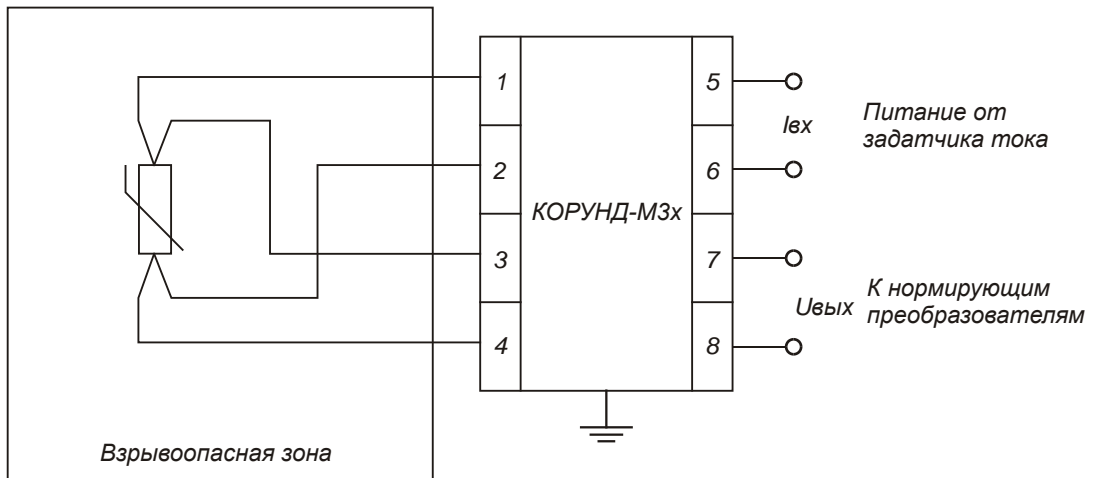 1
2
3
4
КОРУНД-М3х
5
6
7
8
Iвх
Uвых
Питание от
задатчика тока
К нормирующим
преобразователям
Взрывоопасная зона